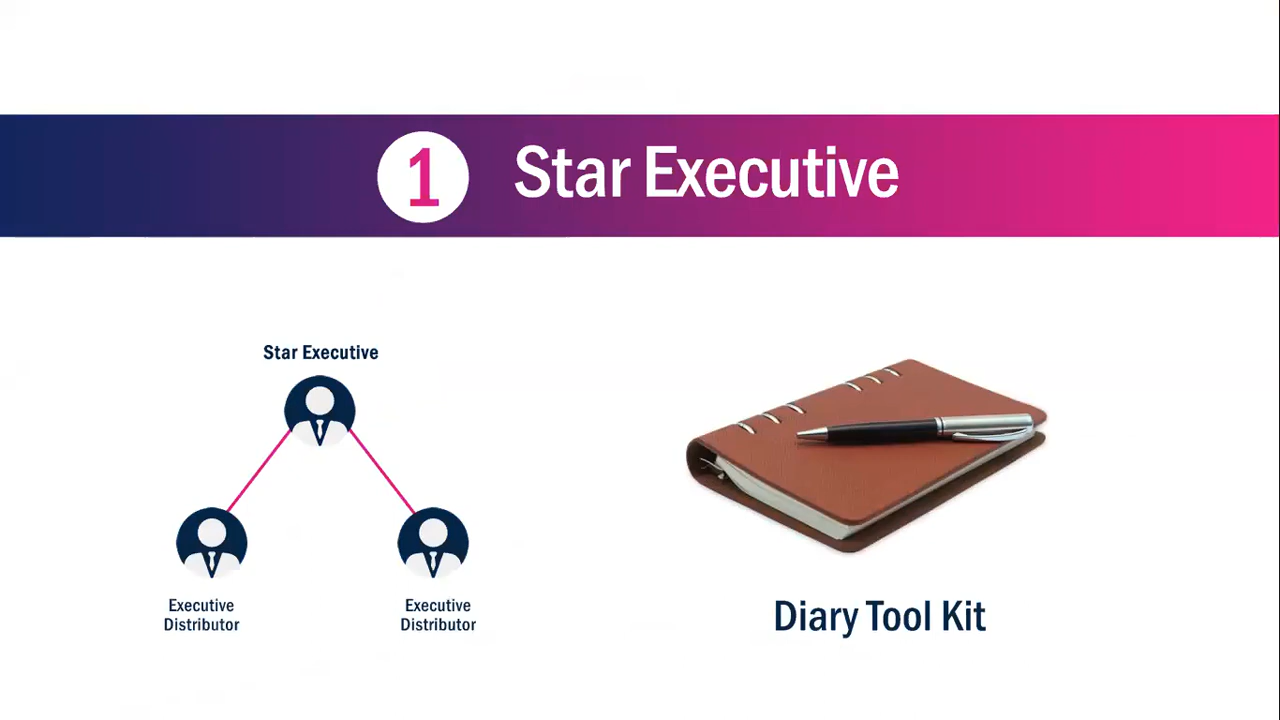 1 Star Executive
Star Executive
Executive
Distributor
Executive
Distributor
Diary Tool Kit